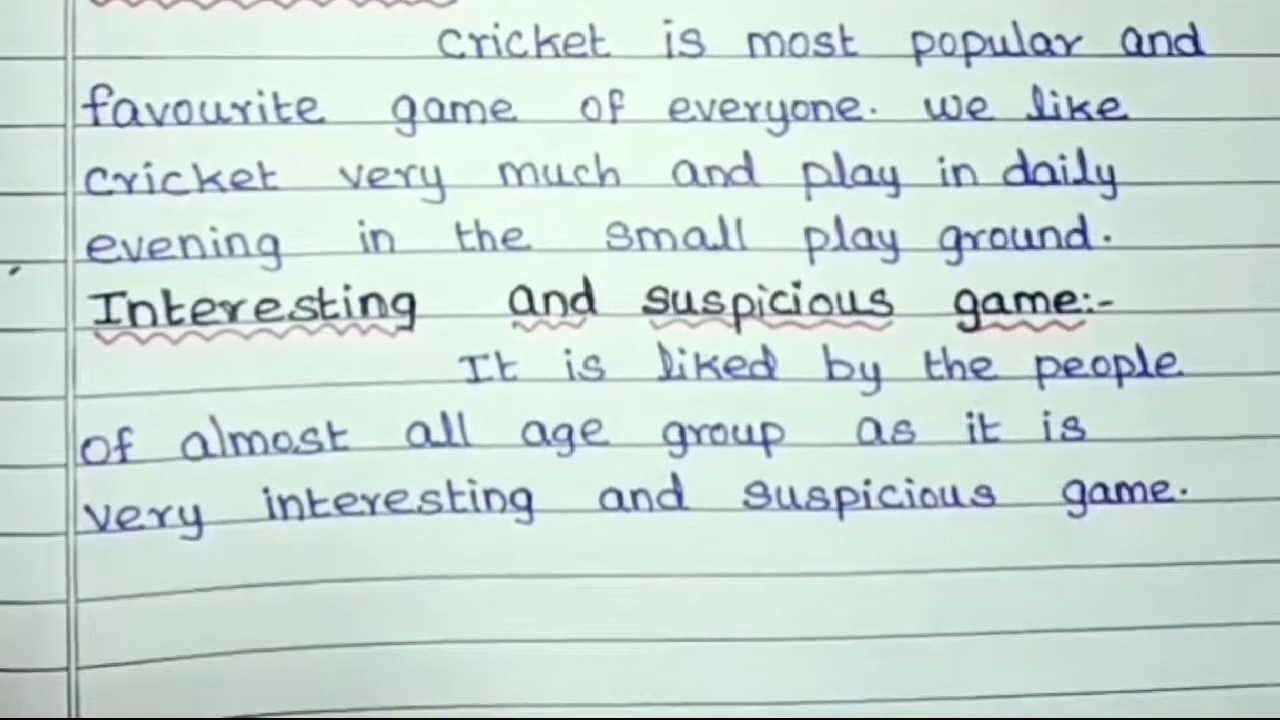 cricket is most popular and
favourite game of everyone. we like
cricket very much and play in daily
evening in the small play ground.
Interesting and suspicious game:-
It is liked by the people
of almost all age group as it is
very interesting and suspicious game.